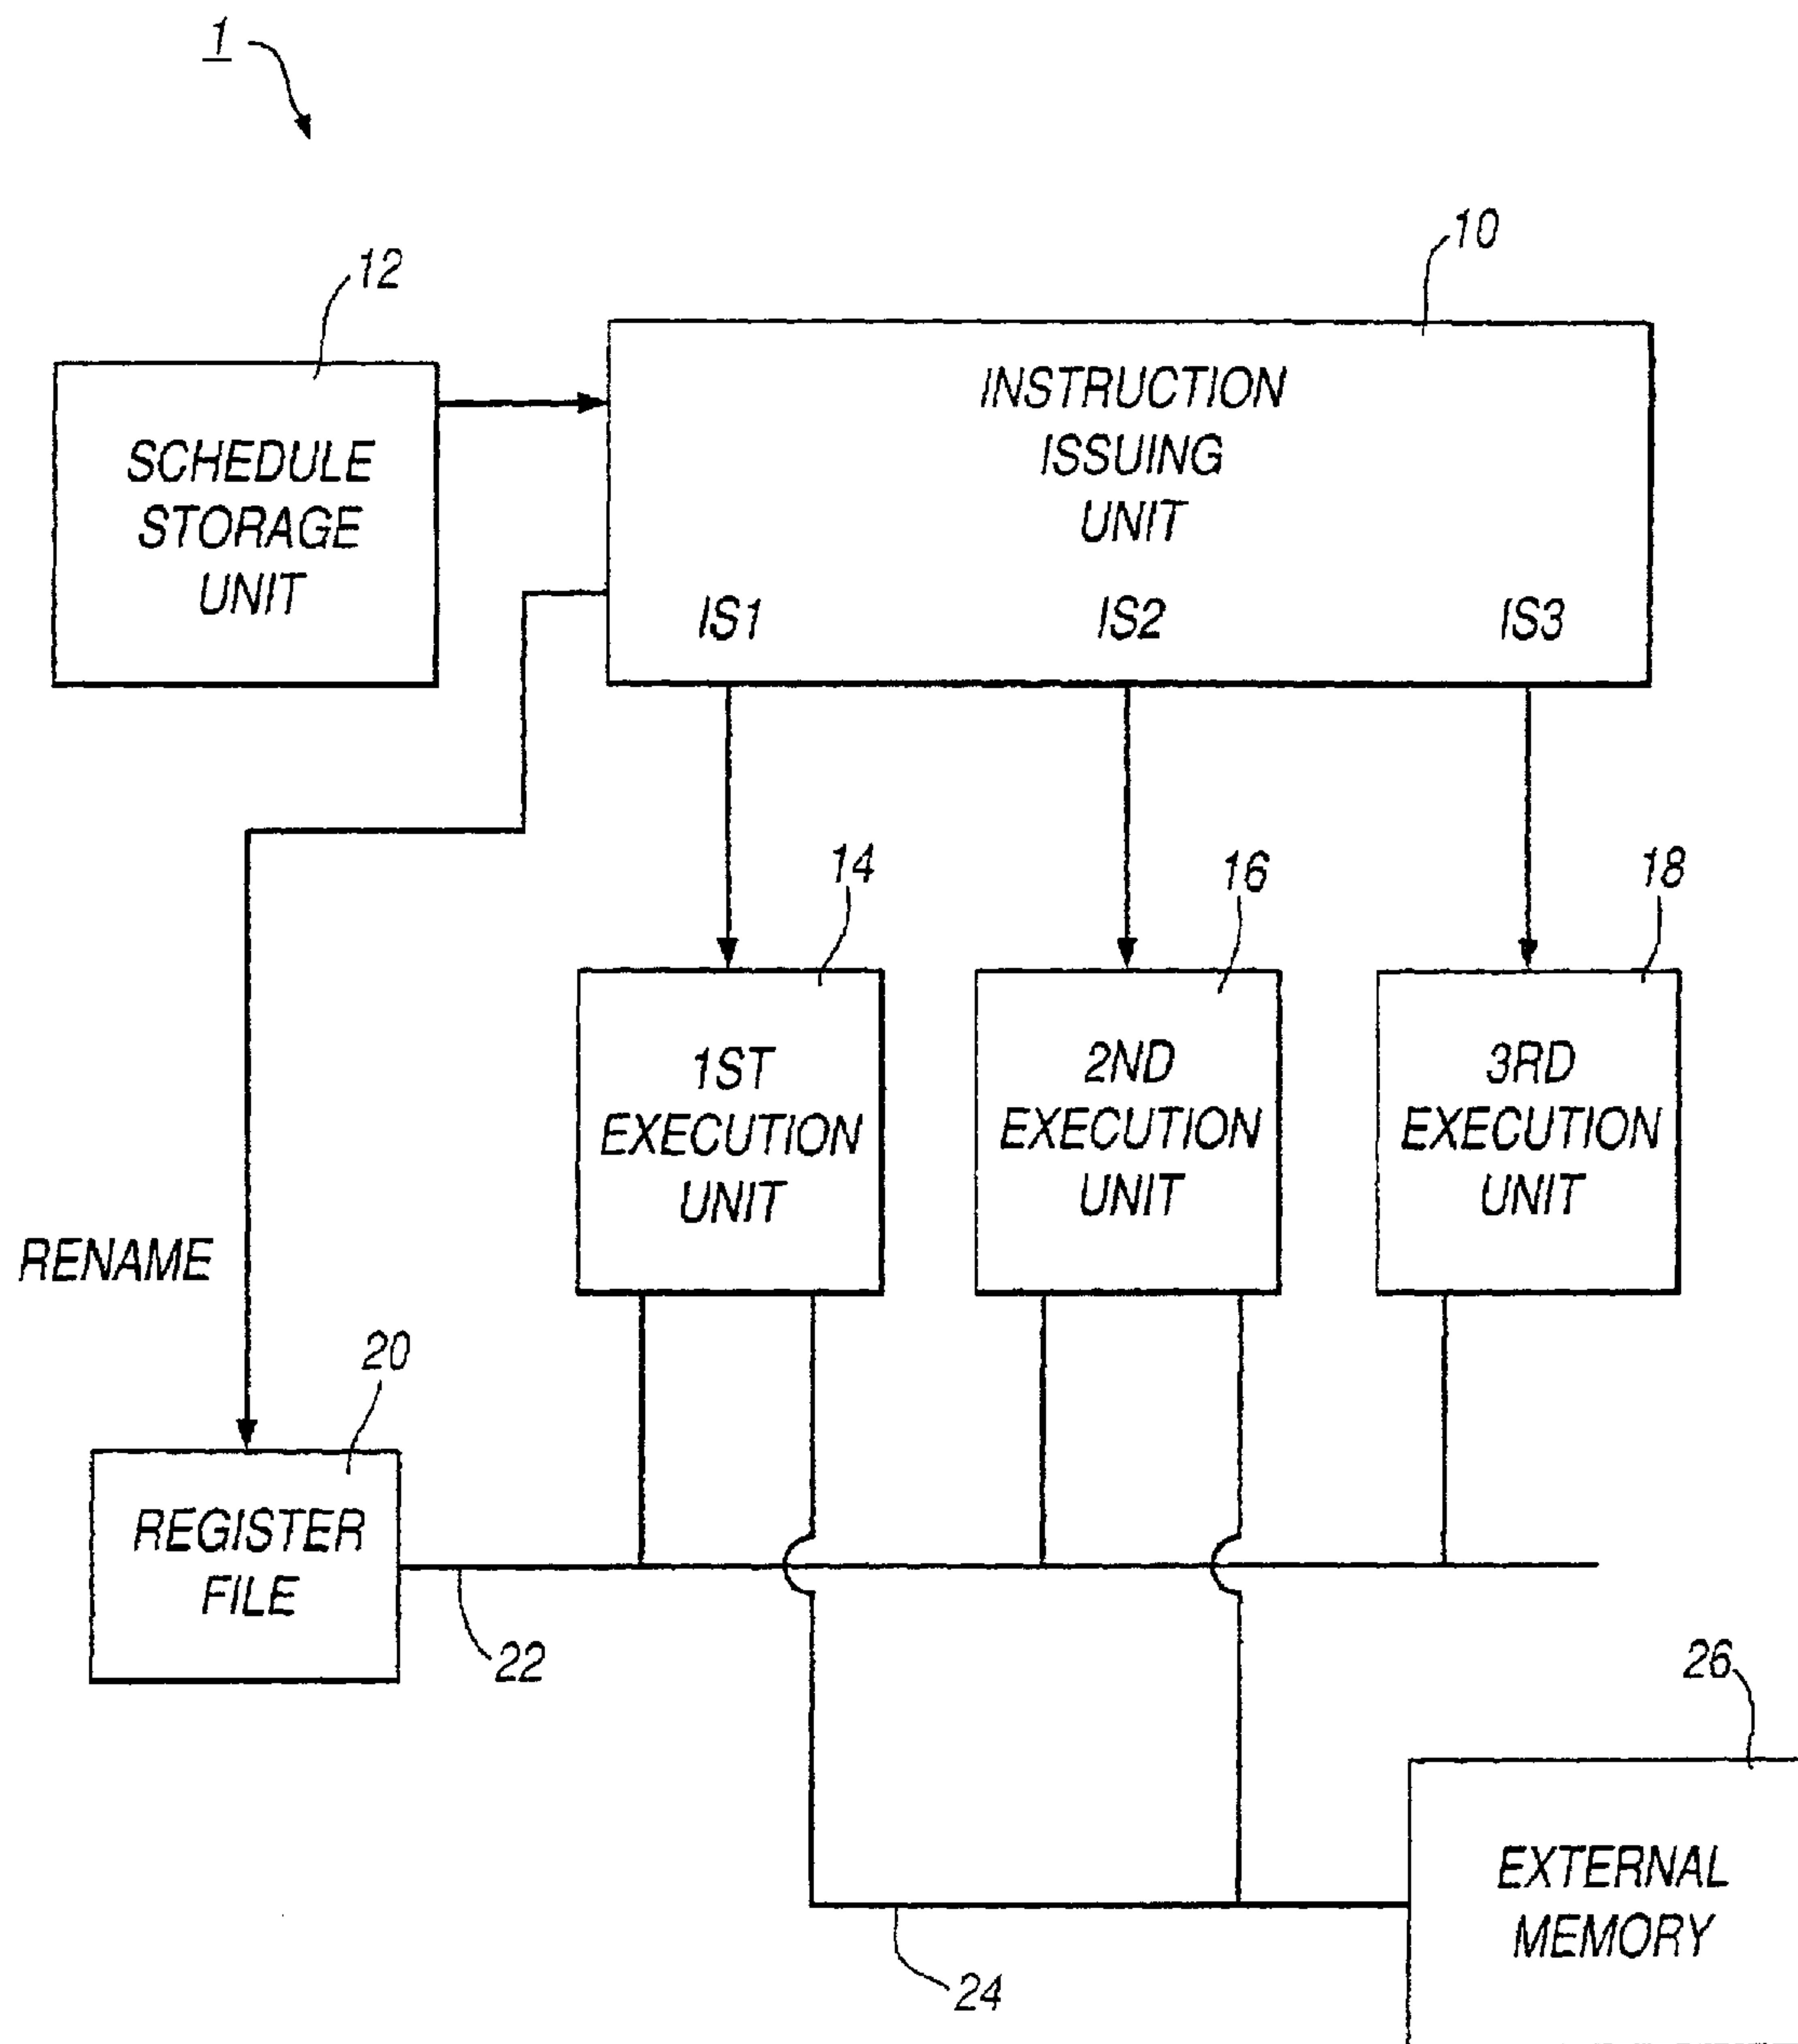 1
12
10
SCHEDULE
STORAGE
UNIT
INSTRUCTION
ISSUING
UNIT
IS1 IS2 IS3
14
16
18
1ST
EXECUTION
UNIT
2ND
EXECUTION
UNIT
3RD
EXECUTION
UNIT
RENAME
20
REGISTER
FILE
22
26
EXTERNAL
MEMORY
24